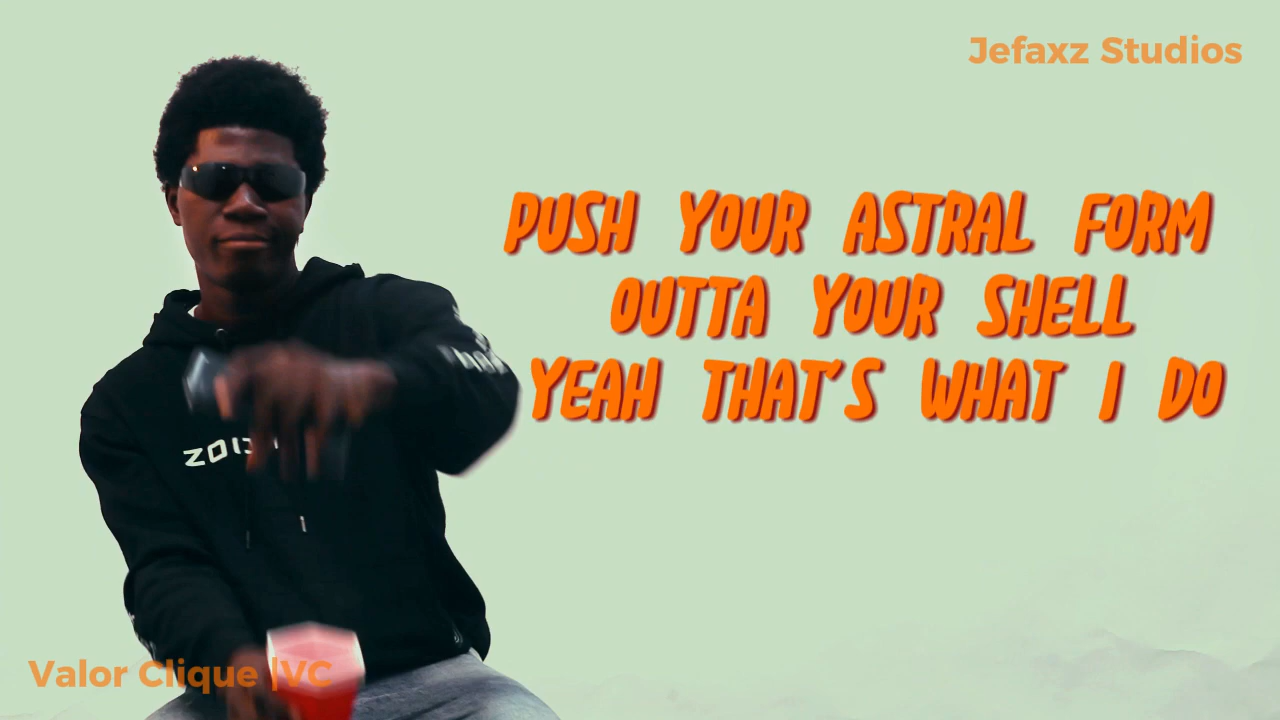 Jefaxz Studios
PUSH YOUR ASTRAL FORM
OUTTA YOUR SHELL
YEAH THAT'S WHAT I DO
Valor Clique |VC